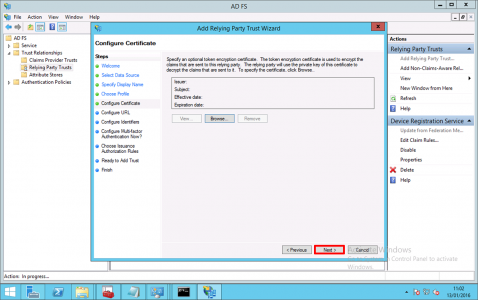 AD FS
File Action View Window Help
AD FS
Service
Trust Relationships
Claims Provider Trusts
Relying Party Trusts
Attribute Stores
Authentication Policies
Add Relying Party Trust Wizard
Configure Certificate
Steps
Welcome
Select Data Source
Specify Display Name
Choose Profile
Configure Certificate
Configure URL
Configure Identifiers
Configure Multi-factor
Authentication Now?
Choose Issuance
Authorization Rules
Ready to Add Trust
Finish
Specify an optional token encryption certificate. The token encryption certificate is used to encrypt the
claims that are sent to this relying party. The relying party will use the private key of this certificate to
decrypt the claims that are sent to it. To specify the certificate, click Browse...
Issuer:
Subject:
Effective date:
Expiration date:
View... Browse... Remove
< Previous Next > Cancel
Actions
Relying Party Trusts
Add Relying Party Trust...
Add Non-Claims-Aware Rel...
View
New Window from Here
Refresh
Help
Device Registration Service
Update from Federation Me...
Edit Claim Rules...
Disable
Properties
Delete
Help
Windows
Control Panel to activate
Windows.
Action: In progress...
11:02
13/01/2016